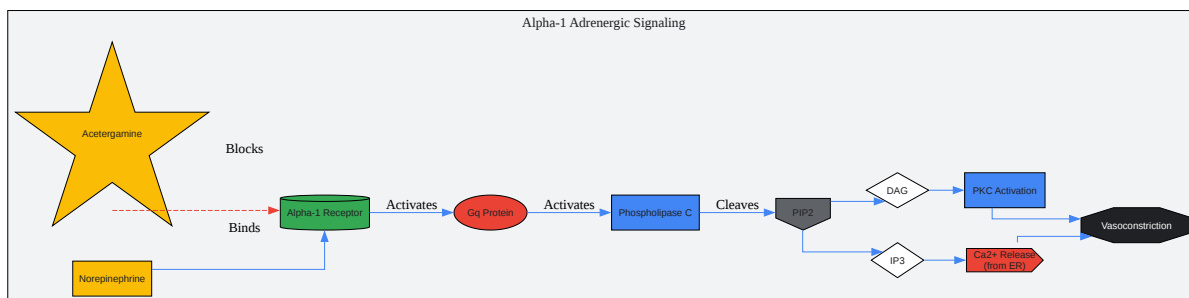 Alpha-1 Adrenergic Signaling
Acetergamine
Blocks
Binds
Norepinephrine
Alpha-1 Receptor
Activates
Gq Protein
Activates
Phospholipase C
Cleaves
PIP2
DAG
PKC Activation
IP3
Ca2+ Release
(from ER)
Vasoconstriction